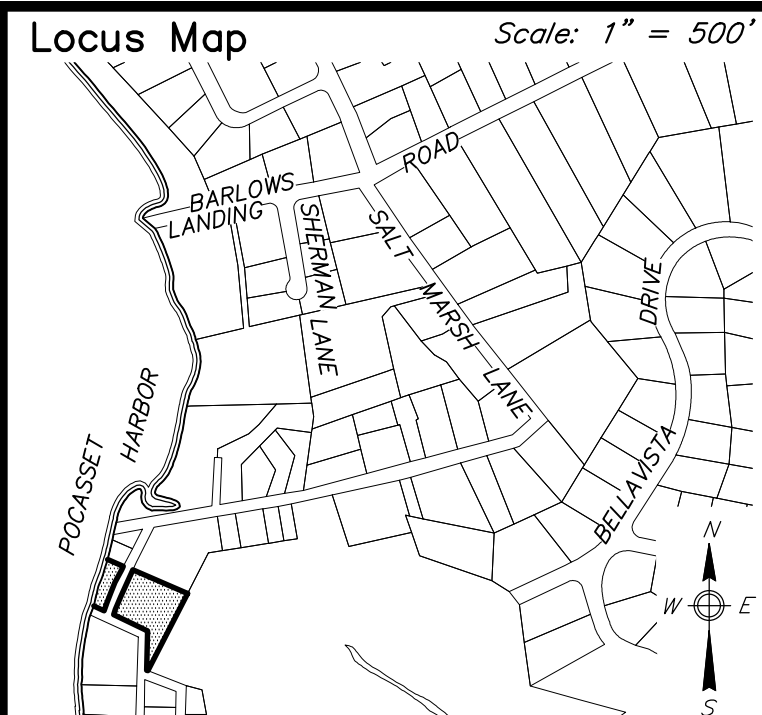 Locus Map
Scale: 1" = 500'
BARLOWS
LANDING
ROAD
SHERMAN LANE
SALT MARSH LANE
DRIVE
BELLAVISTA
POCASSET
HARBOR
N
W E
S